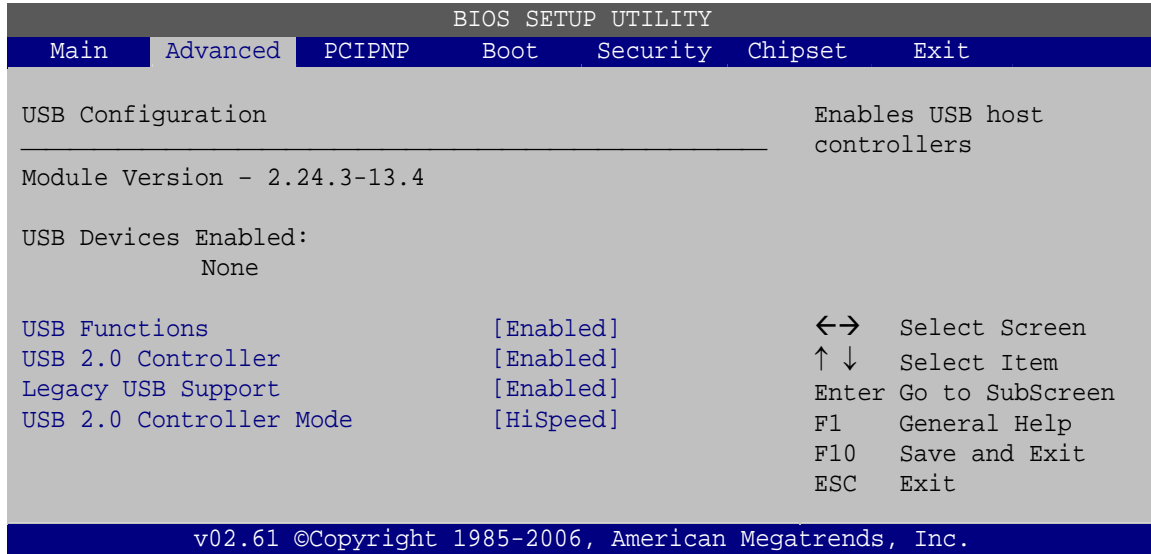 BIOS SETUP UTILITY
Main Advanced PCIPNP Boot Security Chipset Exit
USB Configuration
Module Version – 2.24.3-13.4
USB Devices Enabled:
None
USB Functions [Enabled]
USB 2.0 Controller [Enabled]
Legacy USB Support [Enabled]
USB 2.0 Controller Mode [HiSpeed]
Enables USB host
controllers
←→ Select Screen
↑ ↓ Select Item
Enter Go to SubScreen
F1 General Help
F10 Save and Exit
ESC Exit
v02.61 ©Copyright 1985-2006, American Megatrends, Inc.